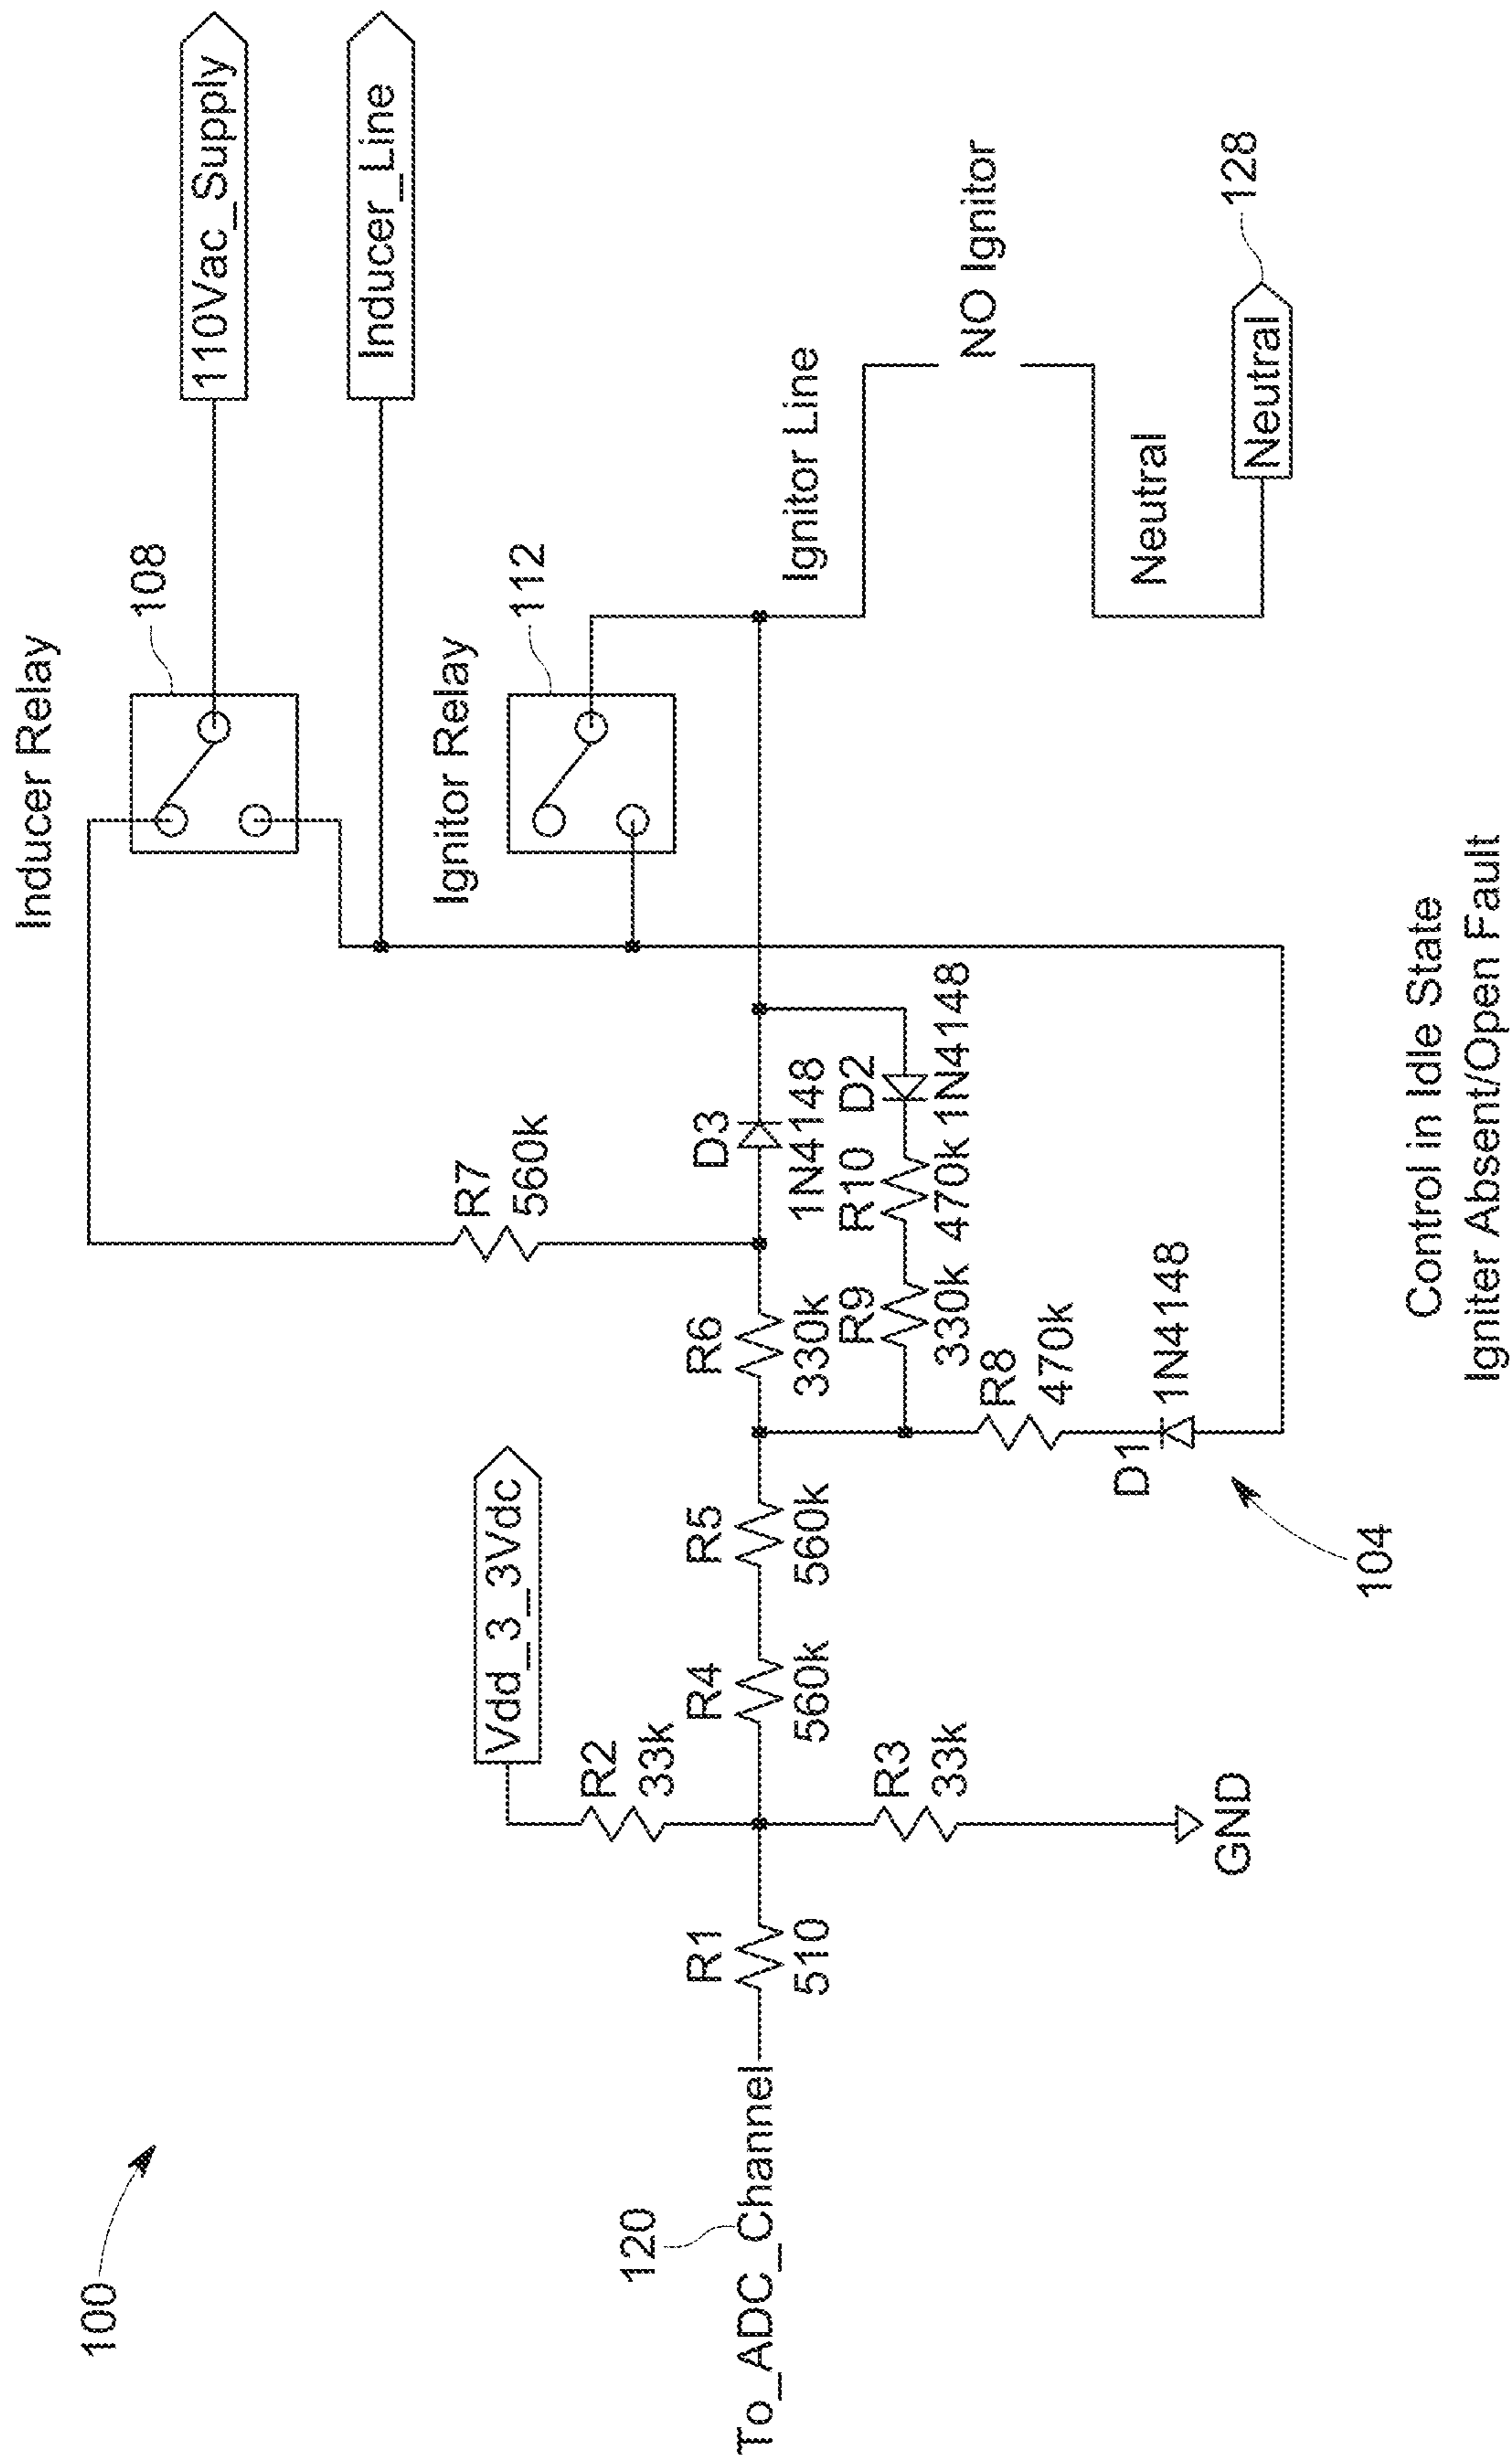 100
Inducer Relay
108
110Vac_Supply
Inducer_Line
Ignitor Relay
112
R7
560k
Vdd_3_3Vdc
R2
33k
120
To_ADC_Channel
R1
510
R4
560k
R5
560k
R6
330k
D3
1N4148
Ignitor Line
NO Ignitor
R3
33k
GND
R9
330k
R10
470k
D2
1N4148
R8
470k
D1
1N4148
104
Neutral
Neutral
128
Control in Idle State
Igniter Absent/Open Fault